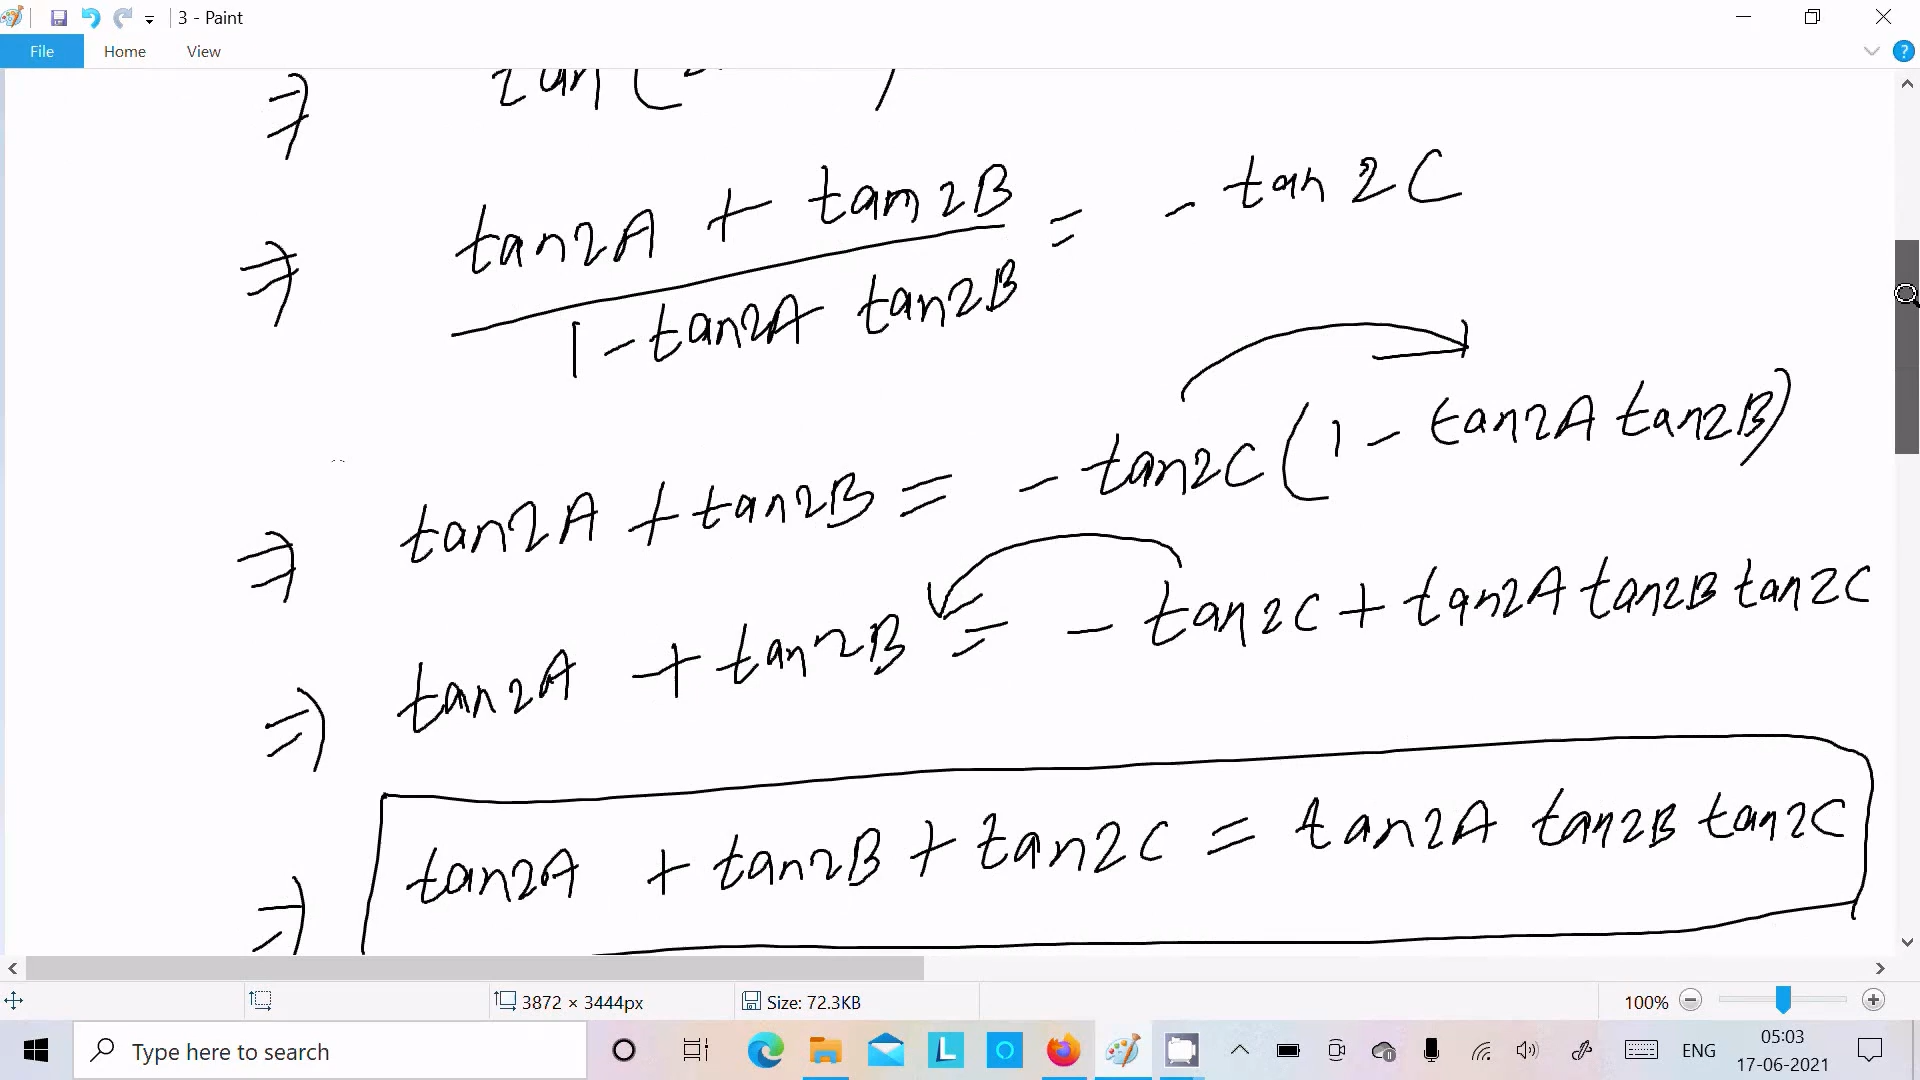 3 - Paint
File Home View
⇒ tan (2
⇒ tan2A + tan2B / 1 - tan2A tan2B = - tan 2C
⇒ tan2A + tan2B = - tan2C (1 - tan2A tan2B)
⇒ tan2A + tan2B = - tan2C + tan2A tan2B tan2C
⇒ tan2A + tan2B + tan2C = tan2A tan2B tan2C
3872 × 3444px Size: 72.3KB 100%
Type here to search
L
ENG
05:03
17-06-2021